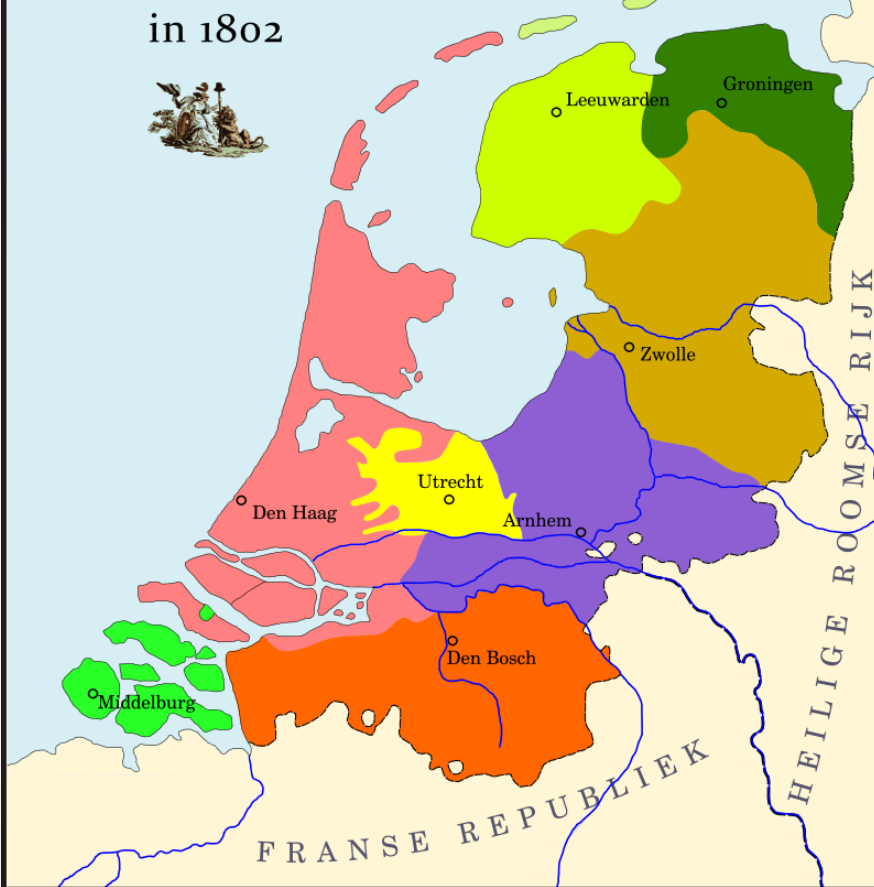 in 1802
Groningen
Leeuwarden
Zwolle
Utrecht
Den Haag
Arnhem
Den Bosch
Middelburg
HEILIGE ROOMSE RIJK
FRANSE REPUBLIEK